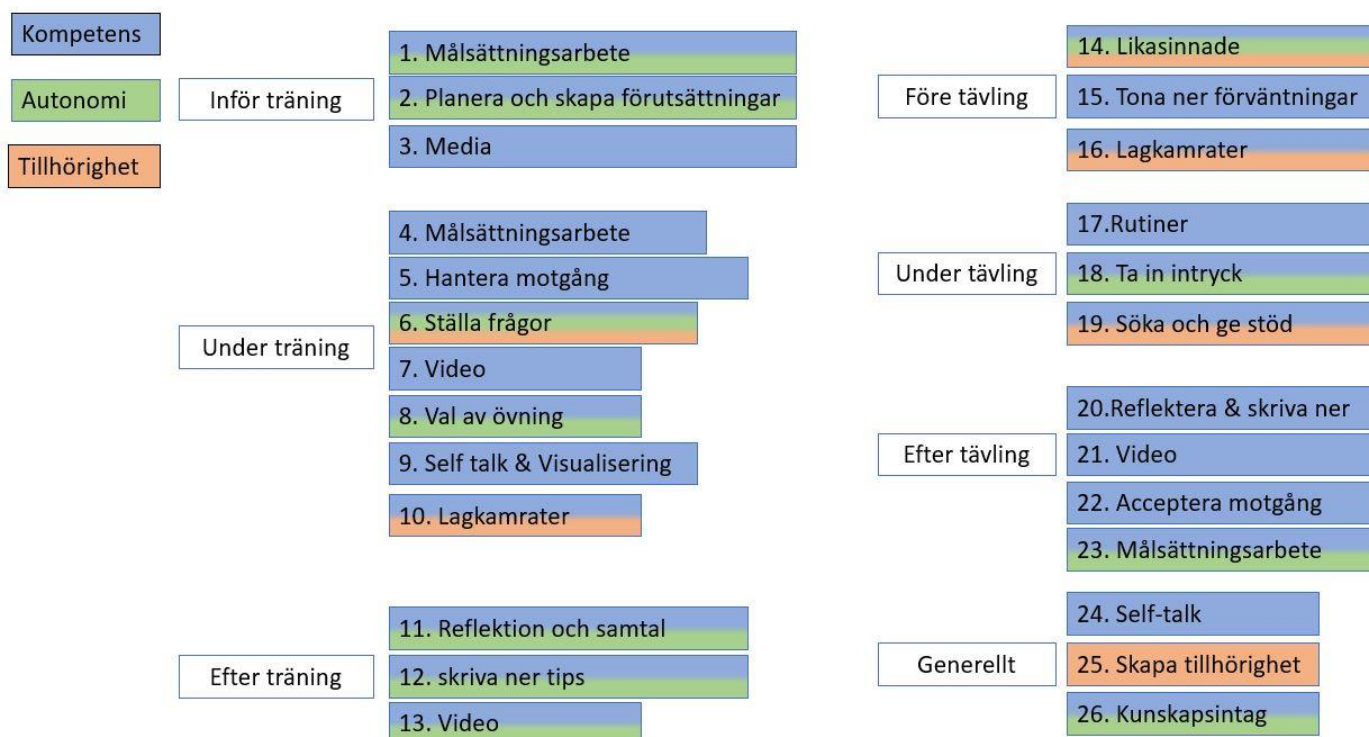 Kompetens
Autonomi
Tillhörighet
Inför träning
1. Målsättningsarbete
2. Planera och skapa förutsättningar
3. Media
Under träning
4. Målsättningsarbete
5. Hantera motgång
6. Ställa frågor
7. Video
8. Val av övning
9. Self talk & Visualisering
10. Lagkamrater
Efter träning
11. Reflektion och samtal
12. skriva ner tips
13. Video
Före tävling
14. Likasinnade
15. Tona ner förväntningar
16. Lagkamrater
Under tävling
17.Rutiner
18. Ta in intryck
19. Söka och ge stöd
Efter tävling
20.Reflektera & skriva ner
21. Video
22. Acceptera motgång
23. Målsättningsarbete
Generellt
24. Self-talk
25. Skapa tillhörighet
26. Kunskapsintag